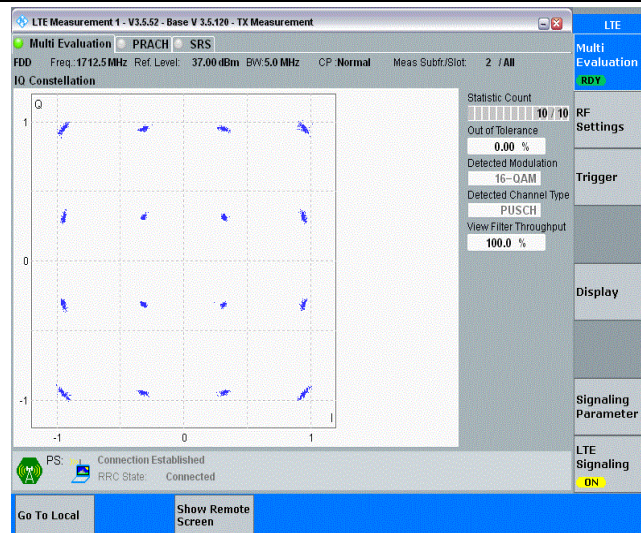 LTE Measurement 1 - V3.5.52 - Base V 3.5.120 - TX Measurement
LTE
Multi Evaluation PRACH SRS
Multi
Evaluation
RDY
FDD Freq.:1712.5 MHz Ref. Level: 37.00 dBm BW:5.0 MHz CP :Normal Meas Subfr./Slot: 2 / All
IQ Constellation
Q
1
0
-1
-1 0 1
I
Statistic Count
10 / 10
Out of Tolerance
0.00 %
Detected Modulation
16-QAM
Detected Channel Type
PUSCH
View Filter Throughput
100.0 %
RF
Settings
Trigger
Display
Signaling
Parameter
LTE
Signaling
ON
PS: Connection Established
RRC State: Connected
Go To Local
Show Remote
Screen